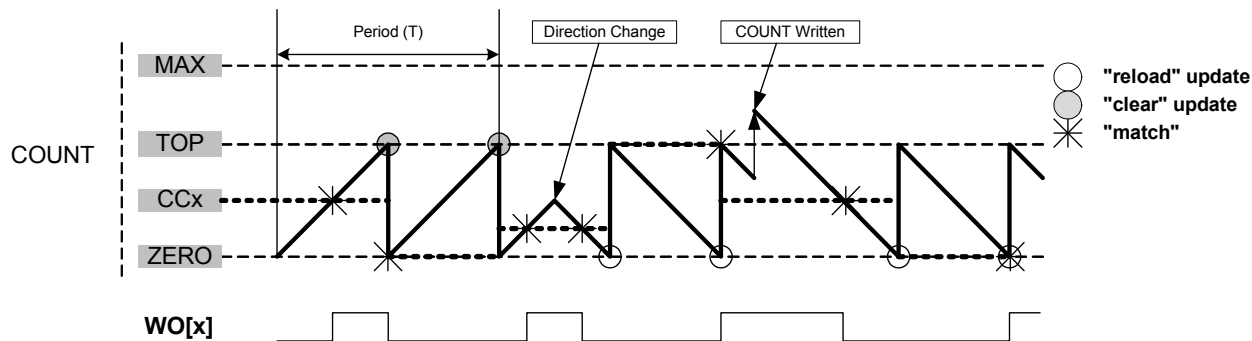 Period (T)
Direction Change
COUNT Written
MAX
"reload" update
"clear" update
TOP
"match"
COUNT
CCx
ZERO
WO[x]